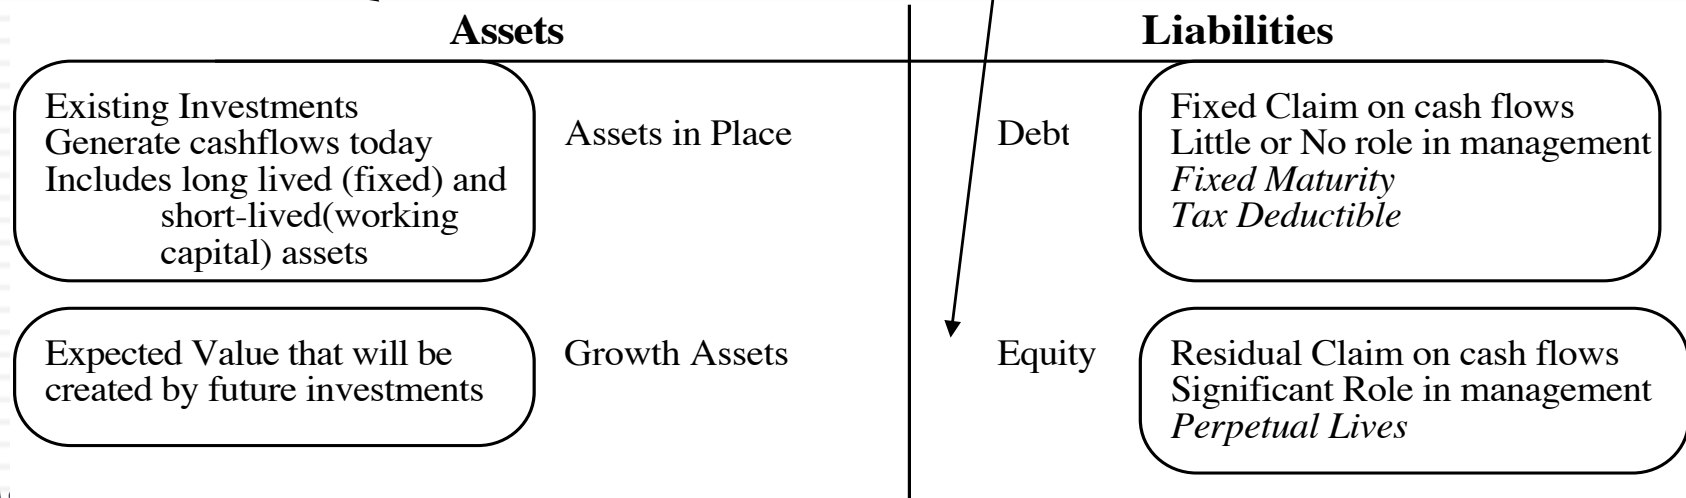 Assets
Liabilities
Existing Investments
Generate cashflows today
Includes long lived (fixed) and
short-lived(working
capital) assets
Assets in Place
Debt
Fixed Claim on cash flows
Little or No role in management
Fixed Maturity
Tax Deductible
Expected Value that will be
created by future investments
Growth Assets
Equity
Residual Claim on cash flows
Significant Role in management
Perpetual Lives